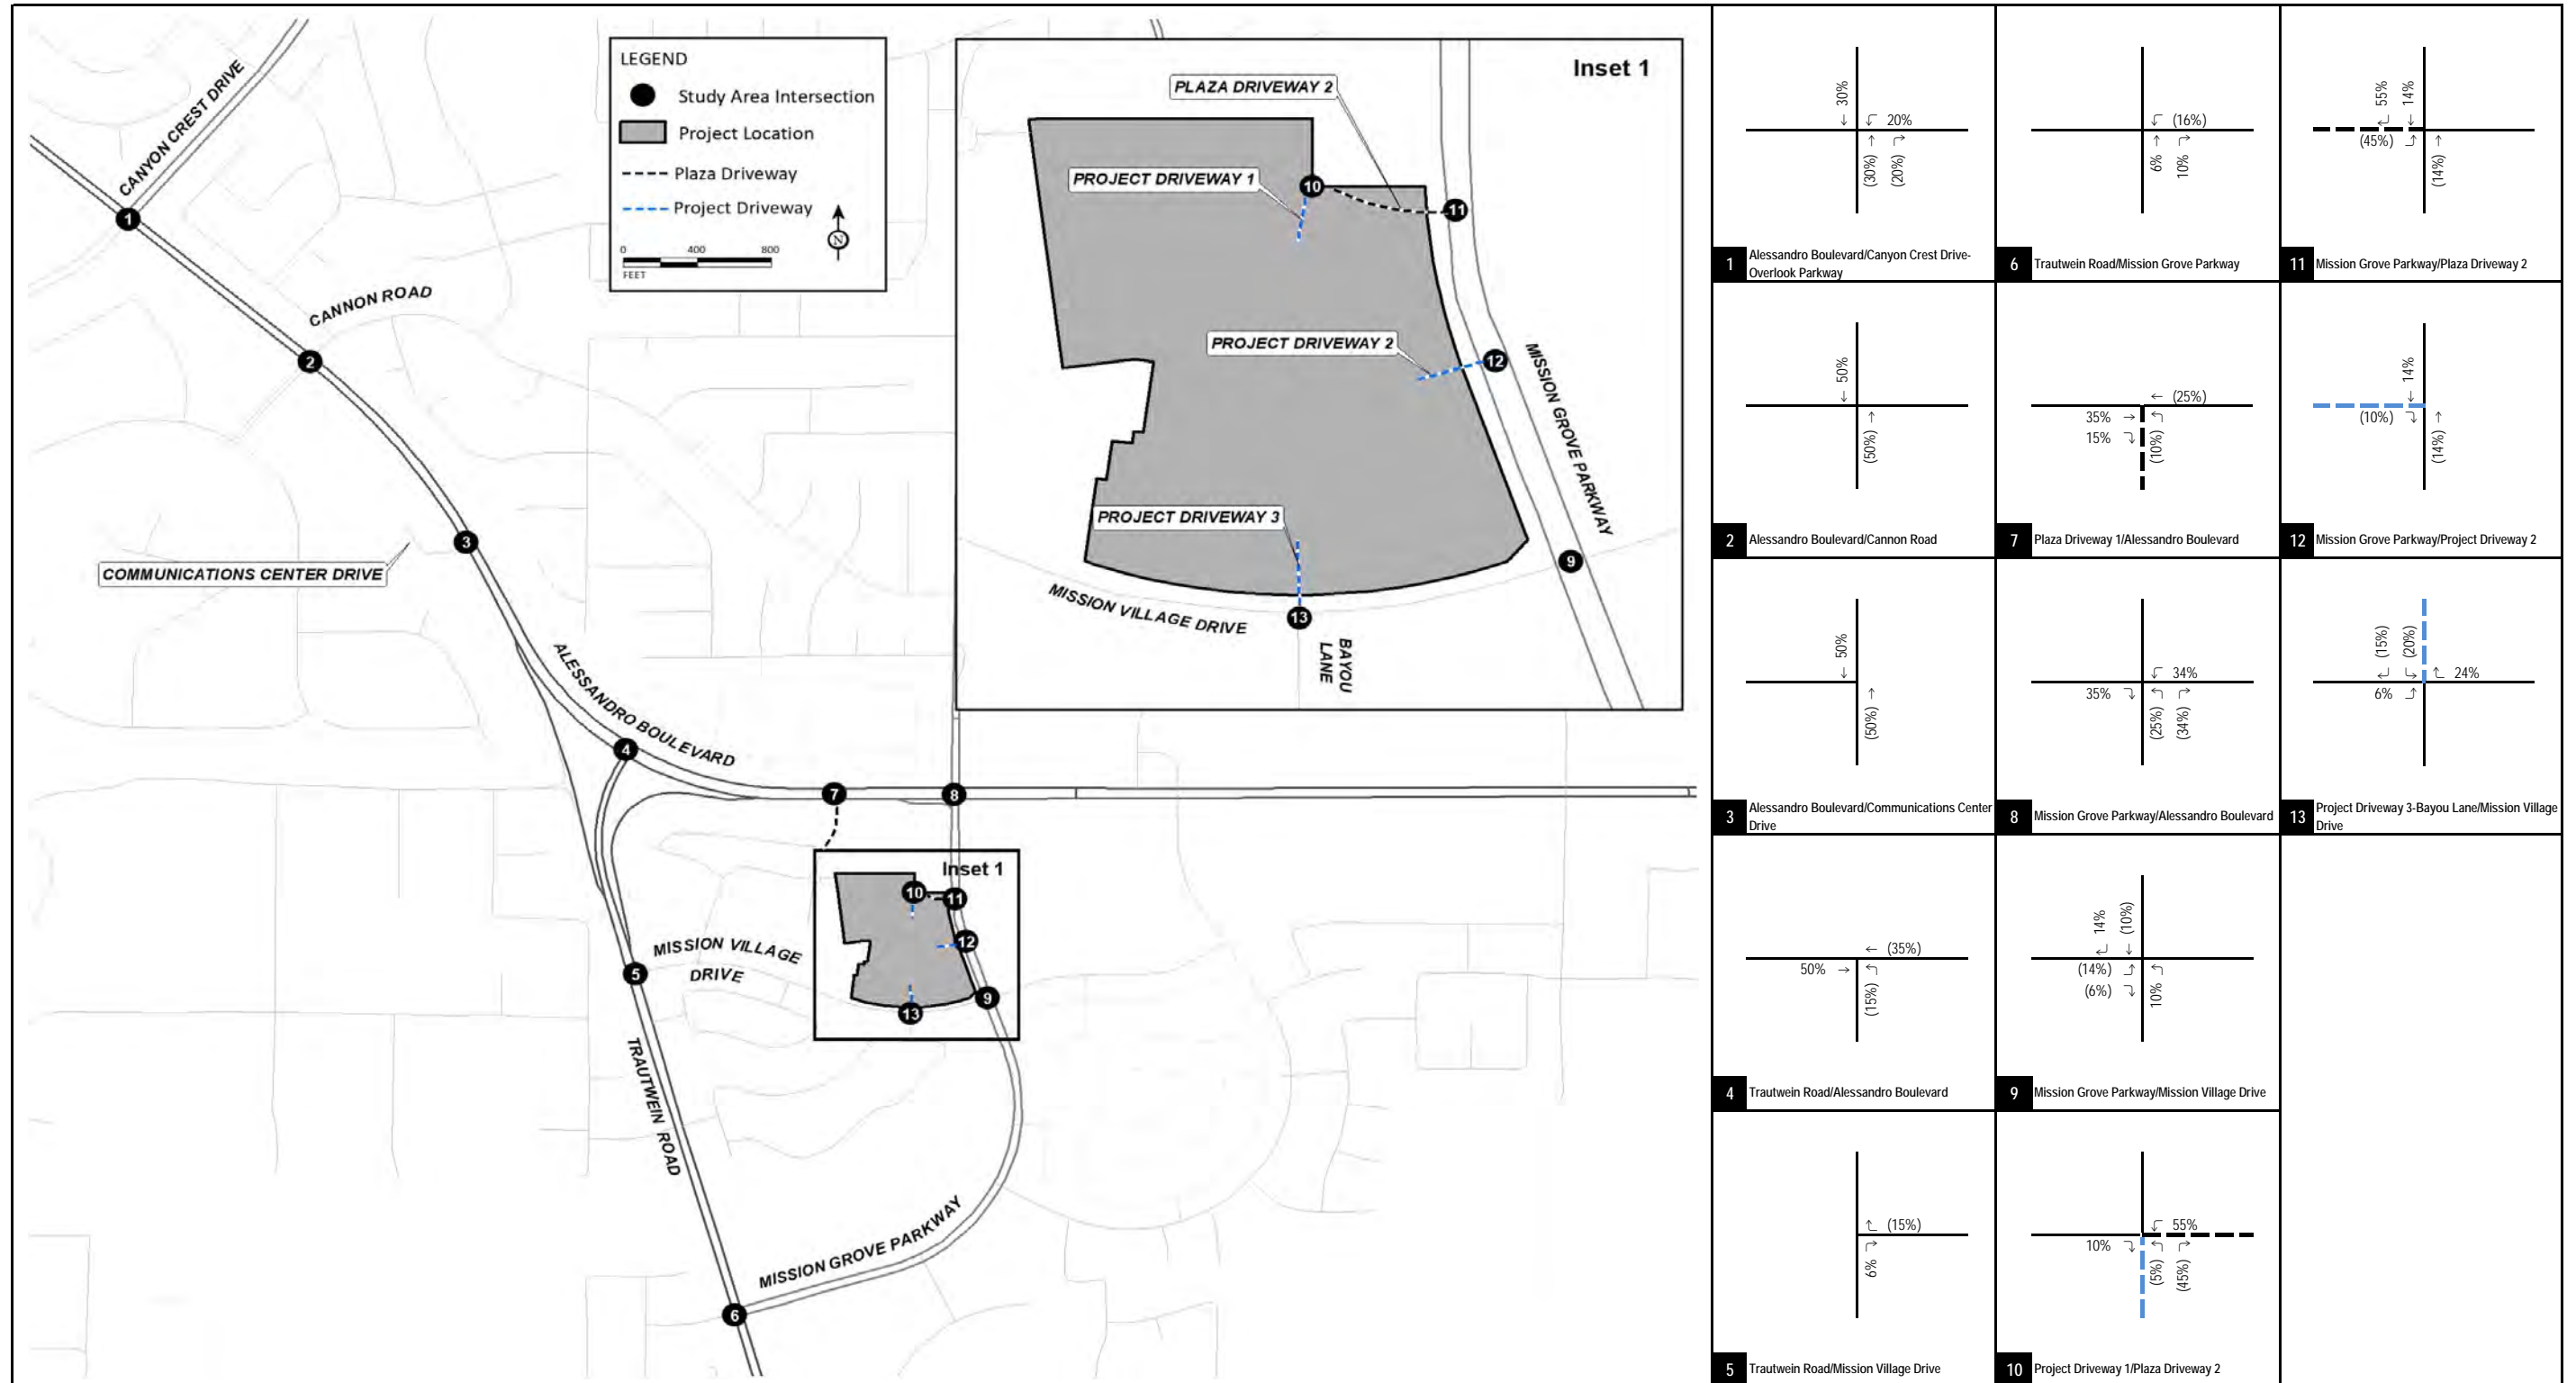 CANYON CREST DRIVE
CANNON ROAD
COMMUNICATIONS CENTER DRIVE
ALESSANDRO BOULEVARD
MISSION VILLAGE
DRIVE
TRAUTWEIN ROAD
MISSION GROVE PARKWAY
1
2
3
4
5
6
7
8
9
10
11
12
13
Inset 1
LEGEND
Study Area Intersection
Project Location
Plaza Driveway
Project Driveway
N
0 400 800
FEET
Inset 1
PLAZA DRIVEWAY 2
PROJECT DRIVEWAY 1
10
11
PROJECT DRIVEWAY 2
12
MISSION GROVE PARKWAY
PROJECT DRIVEWAY 3
9
MISSION VILLAGE DRIVE
13
BAYOU
LANE
30%
↓ 20%
(30%) ↑
(20%)
1 Alessandro Boulevard/Canyon Crest Drive-
Overlook Parkway
50%
↓
(50%) ↑
2 Alessandro Boulevard/Cannon Road
50%
↓
(50%) ↑
3 Alessandro Boulevard/Communications Center
Drive
← (35%)
50% →
(15%)
4 Trautwein Road/Alessandro Boulevard
(15%)
6%
5 Trautwein Road/Mission Village Drive
(16%)
6% ↑
10%
6 Trautwein Road/Mission Grove Parkway
← (25%)
35% →
15%
(10%)
7 Plaza Driveway 1/Alessandro Boulevard
34%
35%
(25%)
(34%)
8 Mission Grove Parkway/Alessandro Boulevard
14%
(10%)
(14%)
(6%)
10%
9 Mission Grove Parkway/Mission Village Drive
55%
10%
(5%)
(45%)
10 Project Driveway 1/Plaza Driveway 2
55%
14%
(45%)
(14%)
11 Mission Grove Parkway/Plaza Driveway 2
14%
(10%)
(14%)
12 Mission Grove Parkway/Project Driveway 2
(15%)
(20%)
24%
6%
13 Project Driveway 3-Bayou Lane/Mission Village
Drive